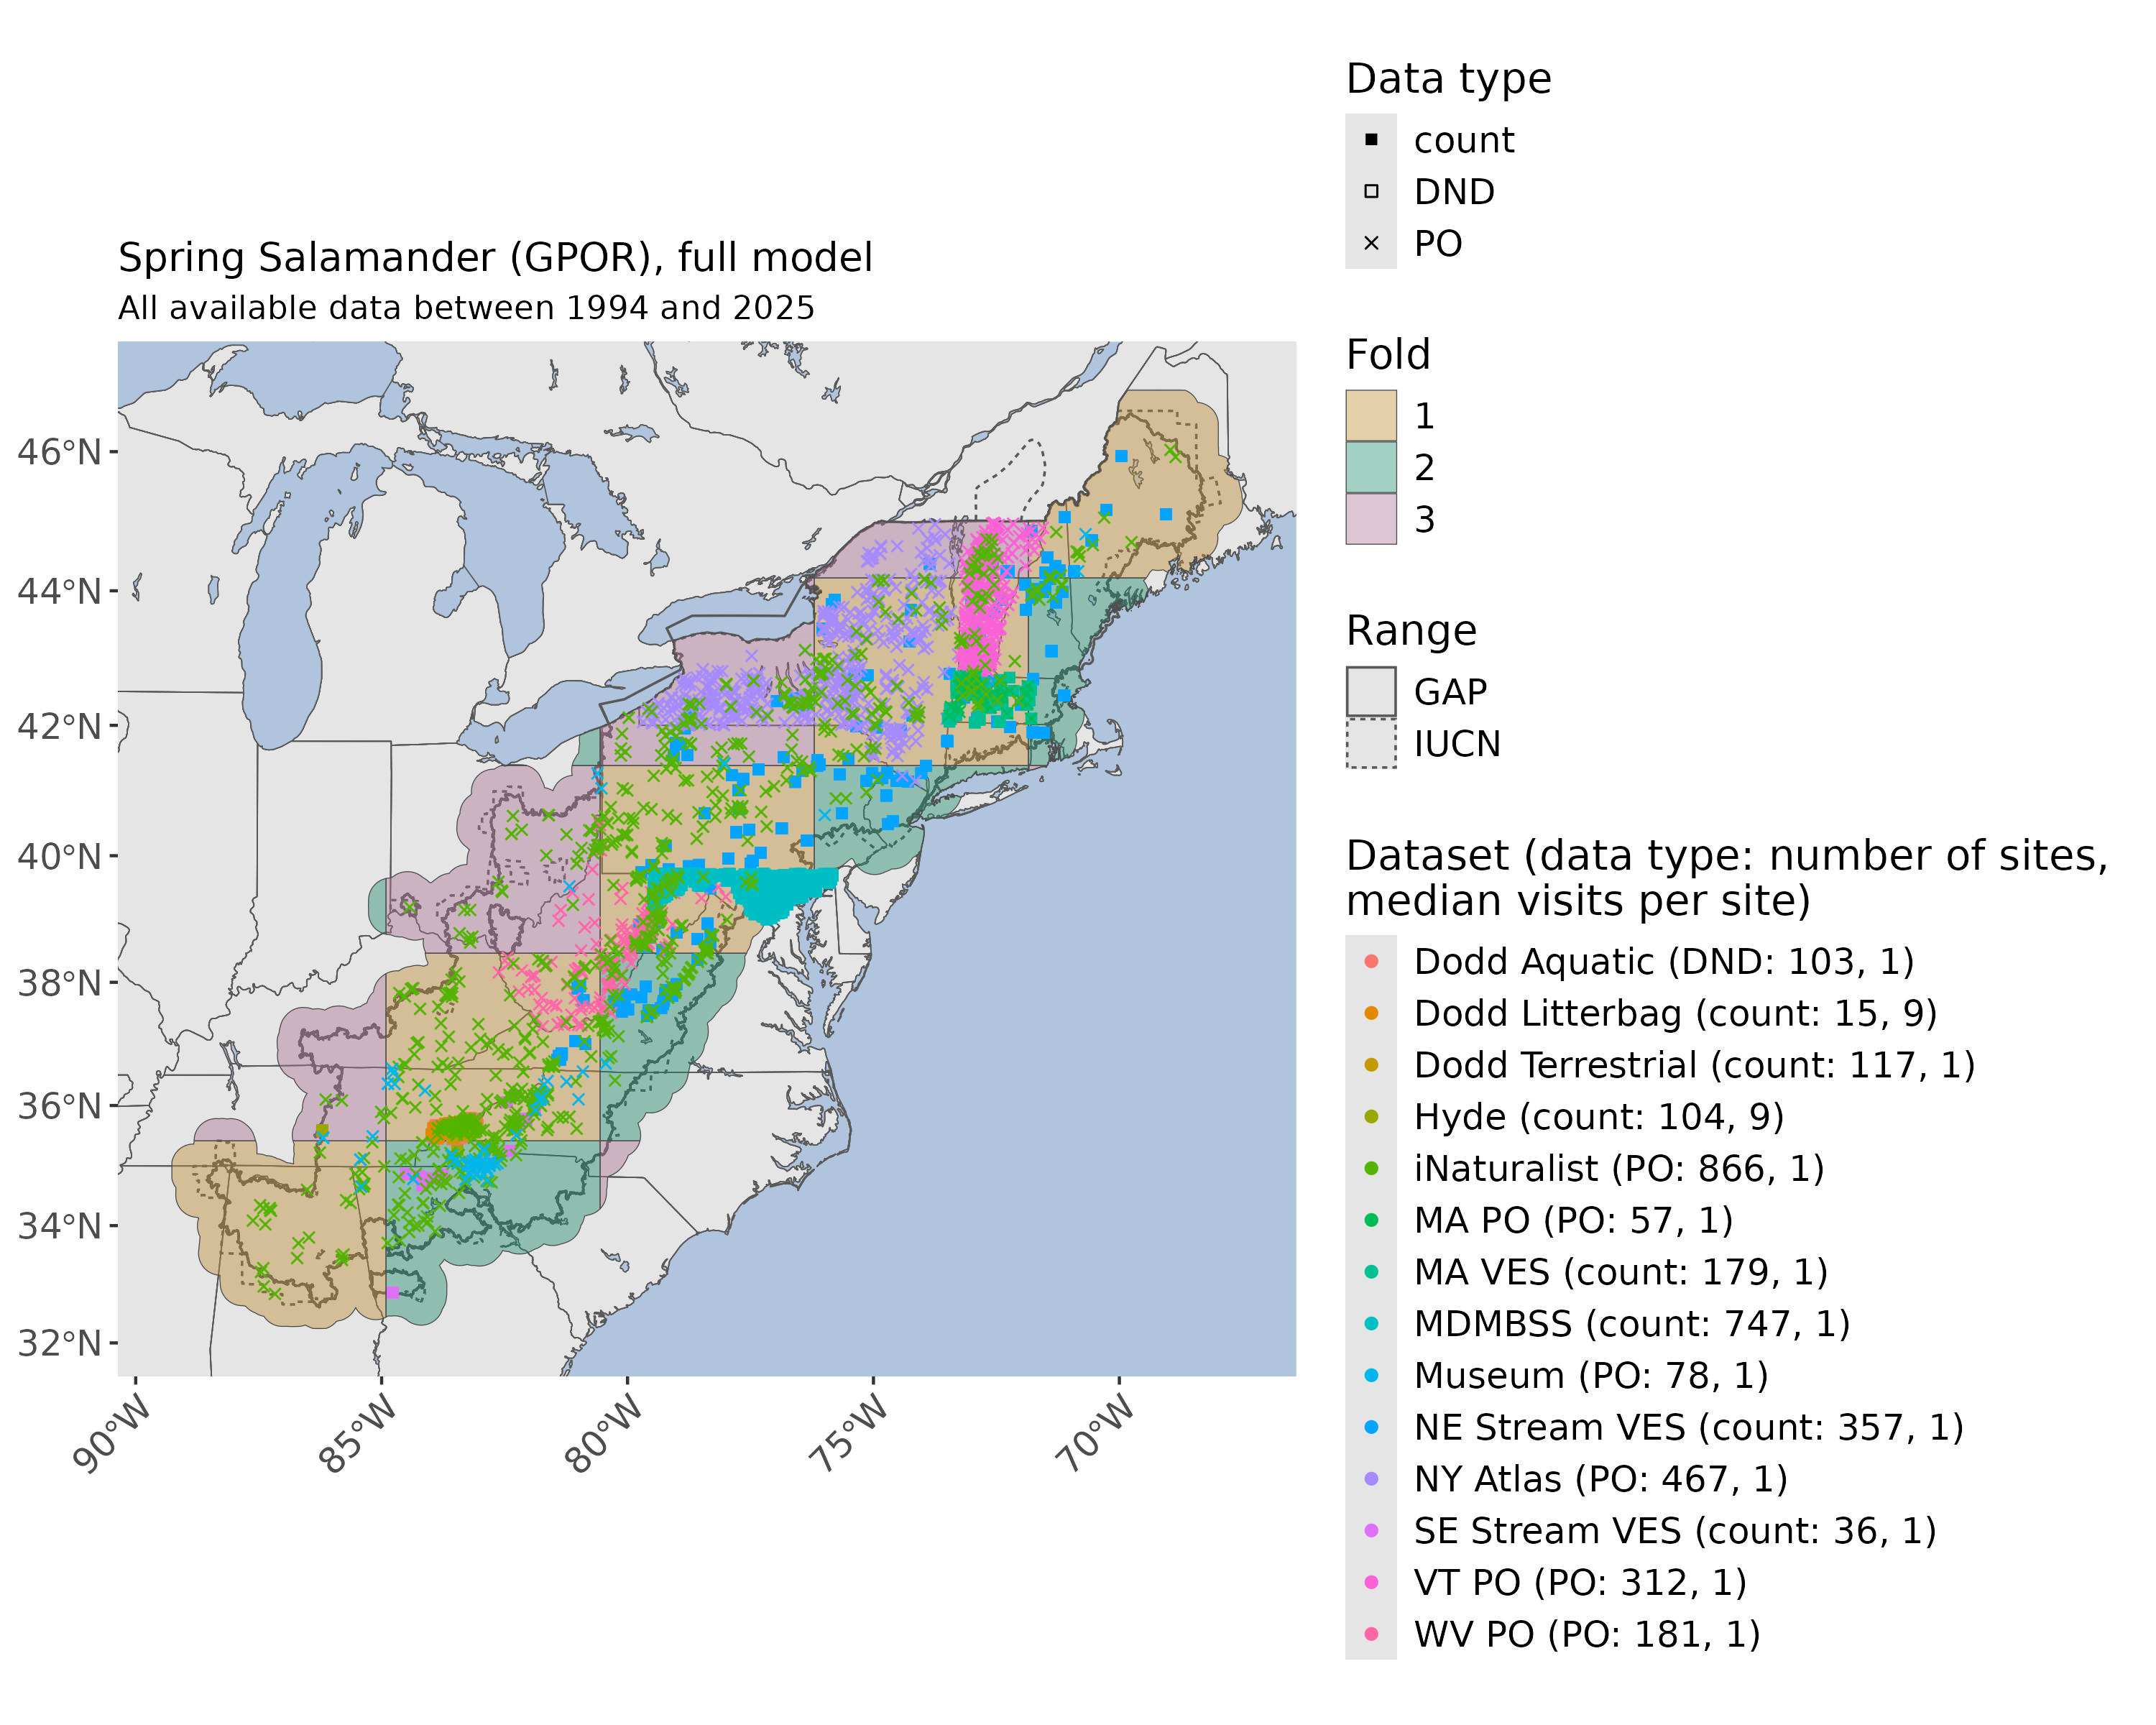 Spring Salamander (GPOR), full model
All available data between 1994 and 2025
46°N
44°N
42°N
40°N
38°N
36°N
34°N
32°N
90°W
85°W
80°W
75°W
70°W
Data type
count
DND
PO
Fold
1
2
3
Range
GAP
IUCN
Dataset (data type: number of sites,
median visits per site)
Dodd Aquatic (DND: 103, 1)
Dodd Litterbag (count: 15, 9)
Dodd Terrestrial (count: 117, 1)
Hyde (count: 104, 9)
iNaturalist (PO: 866, 1)
MA PO (PO: 57, 1)
MA VES (count: 179, 1)
MDMBSS (count: 747, 1)
Museum (PO: 78, 1)
NE Stream VES (count: 357, 1)
NY Atlas (PO: 467, 1)
SE Stream VES (count: 36, 1)
VT PO (PO: 312, 1)
WV PO (PO: 181, 1)